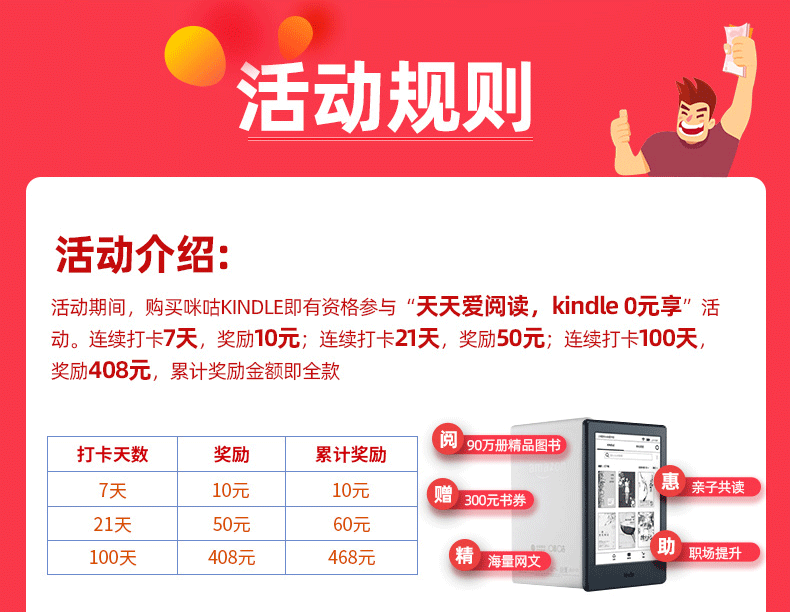 活动规则
活动介绍:
活动期间，购买咪咕KINDLE即有资格参与“天天爱阅读，kindle 0元享”活
动。连续打卡7天，奖励10元；连续打卡21天，奖励50元；连续打卡100天，
奖励408元，累计奖励金额即全款
打卡天数 奖励 累计奖励
7天 10元 10元
21天 50元 60元
100天 408元 468元
阅 90万册精品图书
赠 300元书券
精 海量网文
惠 亲子共读
助 职场提升
amazon
kindle